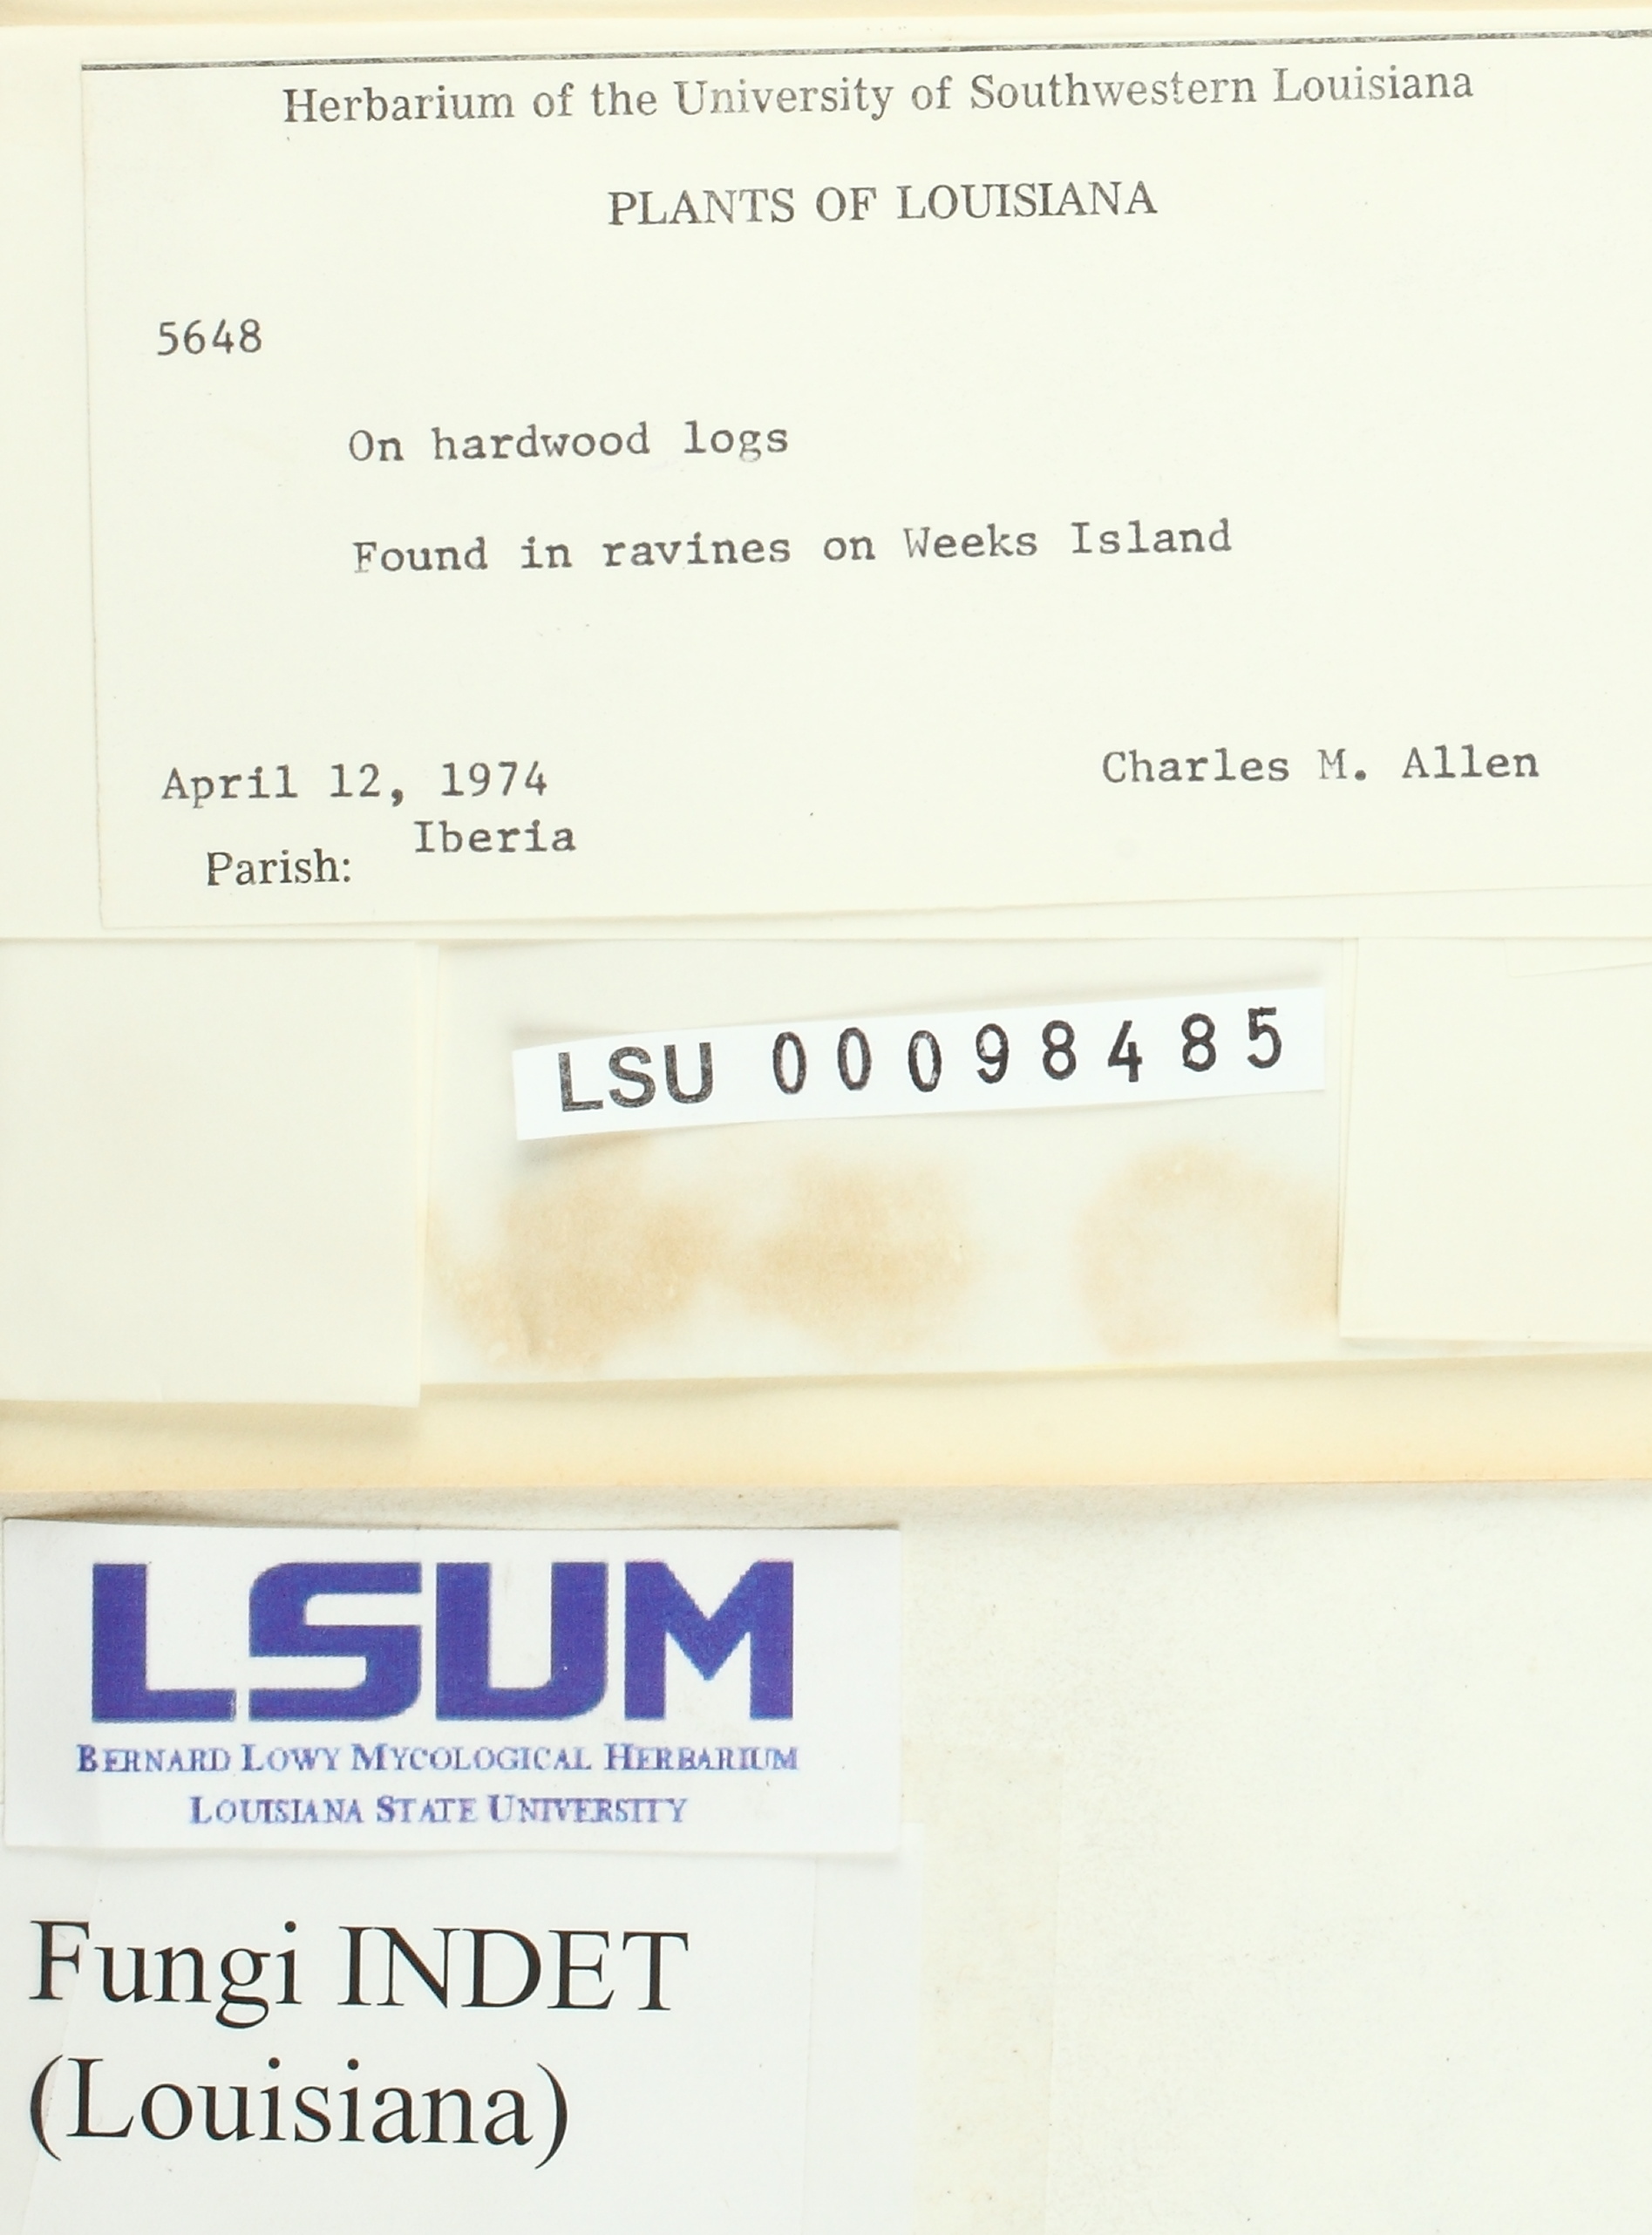 Herbarium of the University of Southwestern Louisiana
PLANTS OF LOUISIANA
5648
On hardwood logs
Found in ravines on Weeks Island
April 12, 1974
Charles M. Allen
Iberia
Parish:
LSU 00098485
LSUM
BERNARD LOWY MYCOLOGICAL HERBARIUM
LOUISIANA STATE UNIVERSITY
Fungi INDET
(Louisiana)